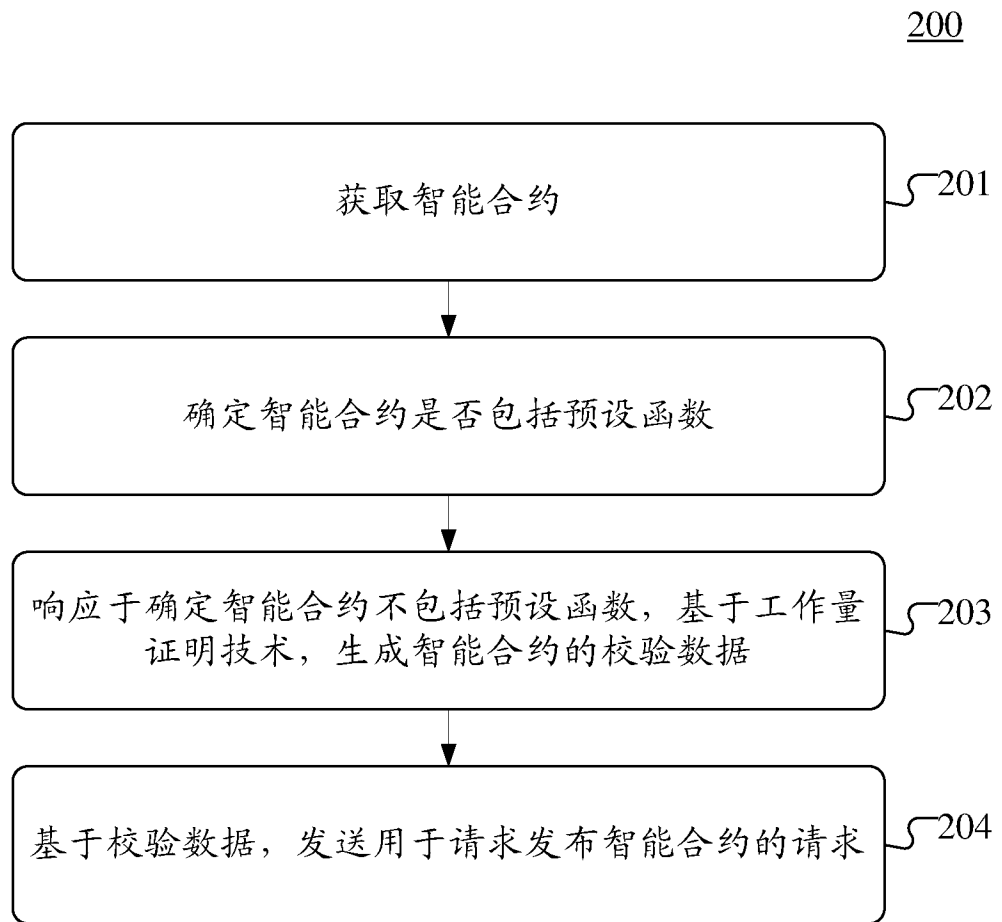 200
获取智能合约
201
确定智能合约是否包括预设函数
202
响应于确定智能合约不包括预设函数，基于工作量
证明技术，生成智能合约的校验数据
203
基于校验数据，发送用于请求发布智能合约的请求
204